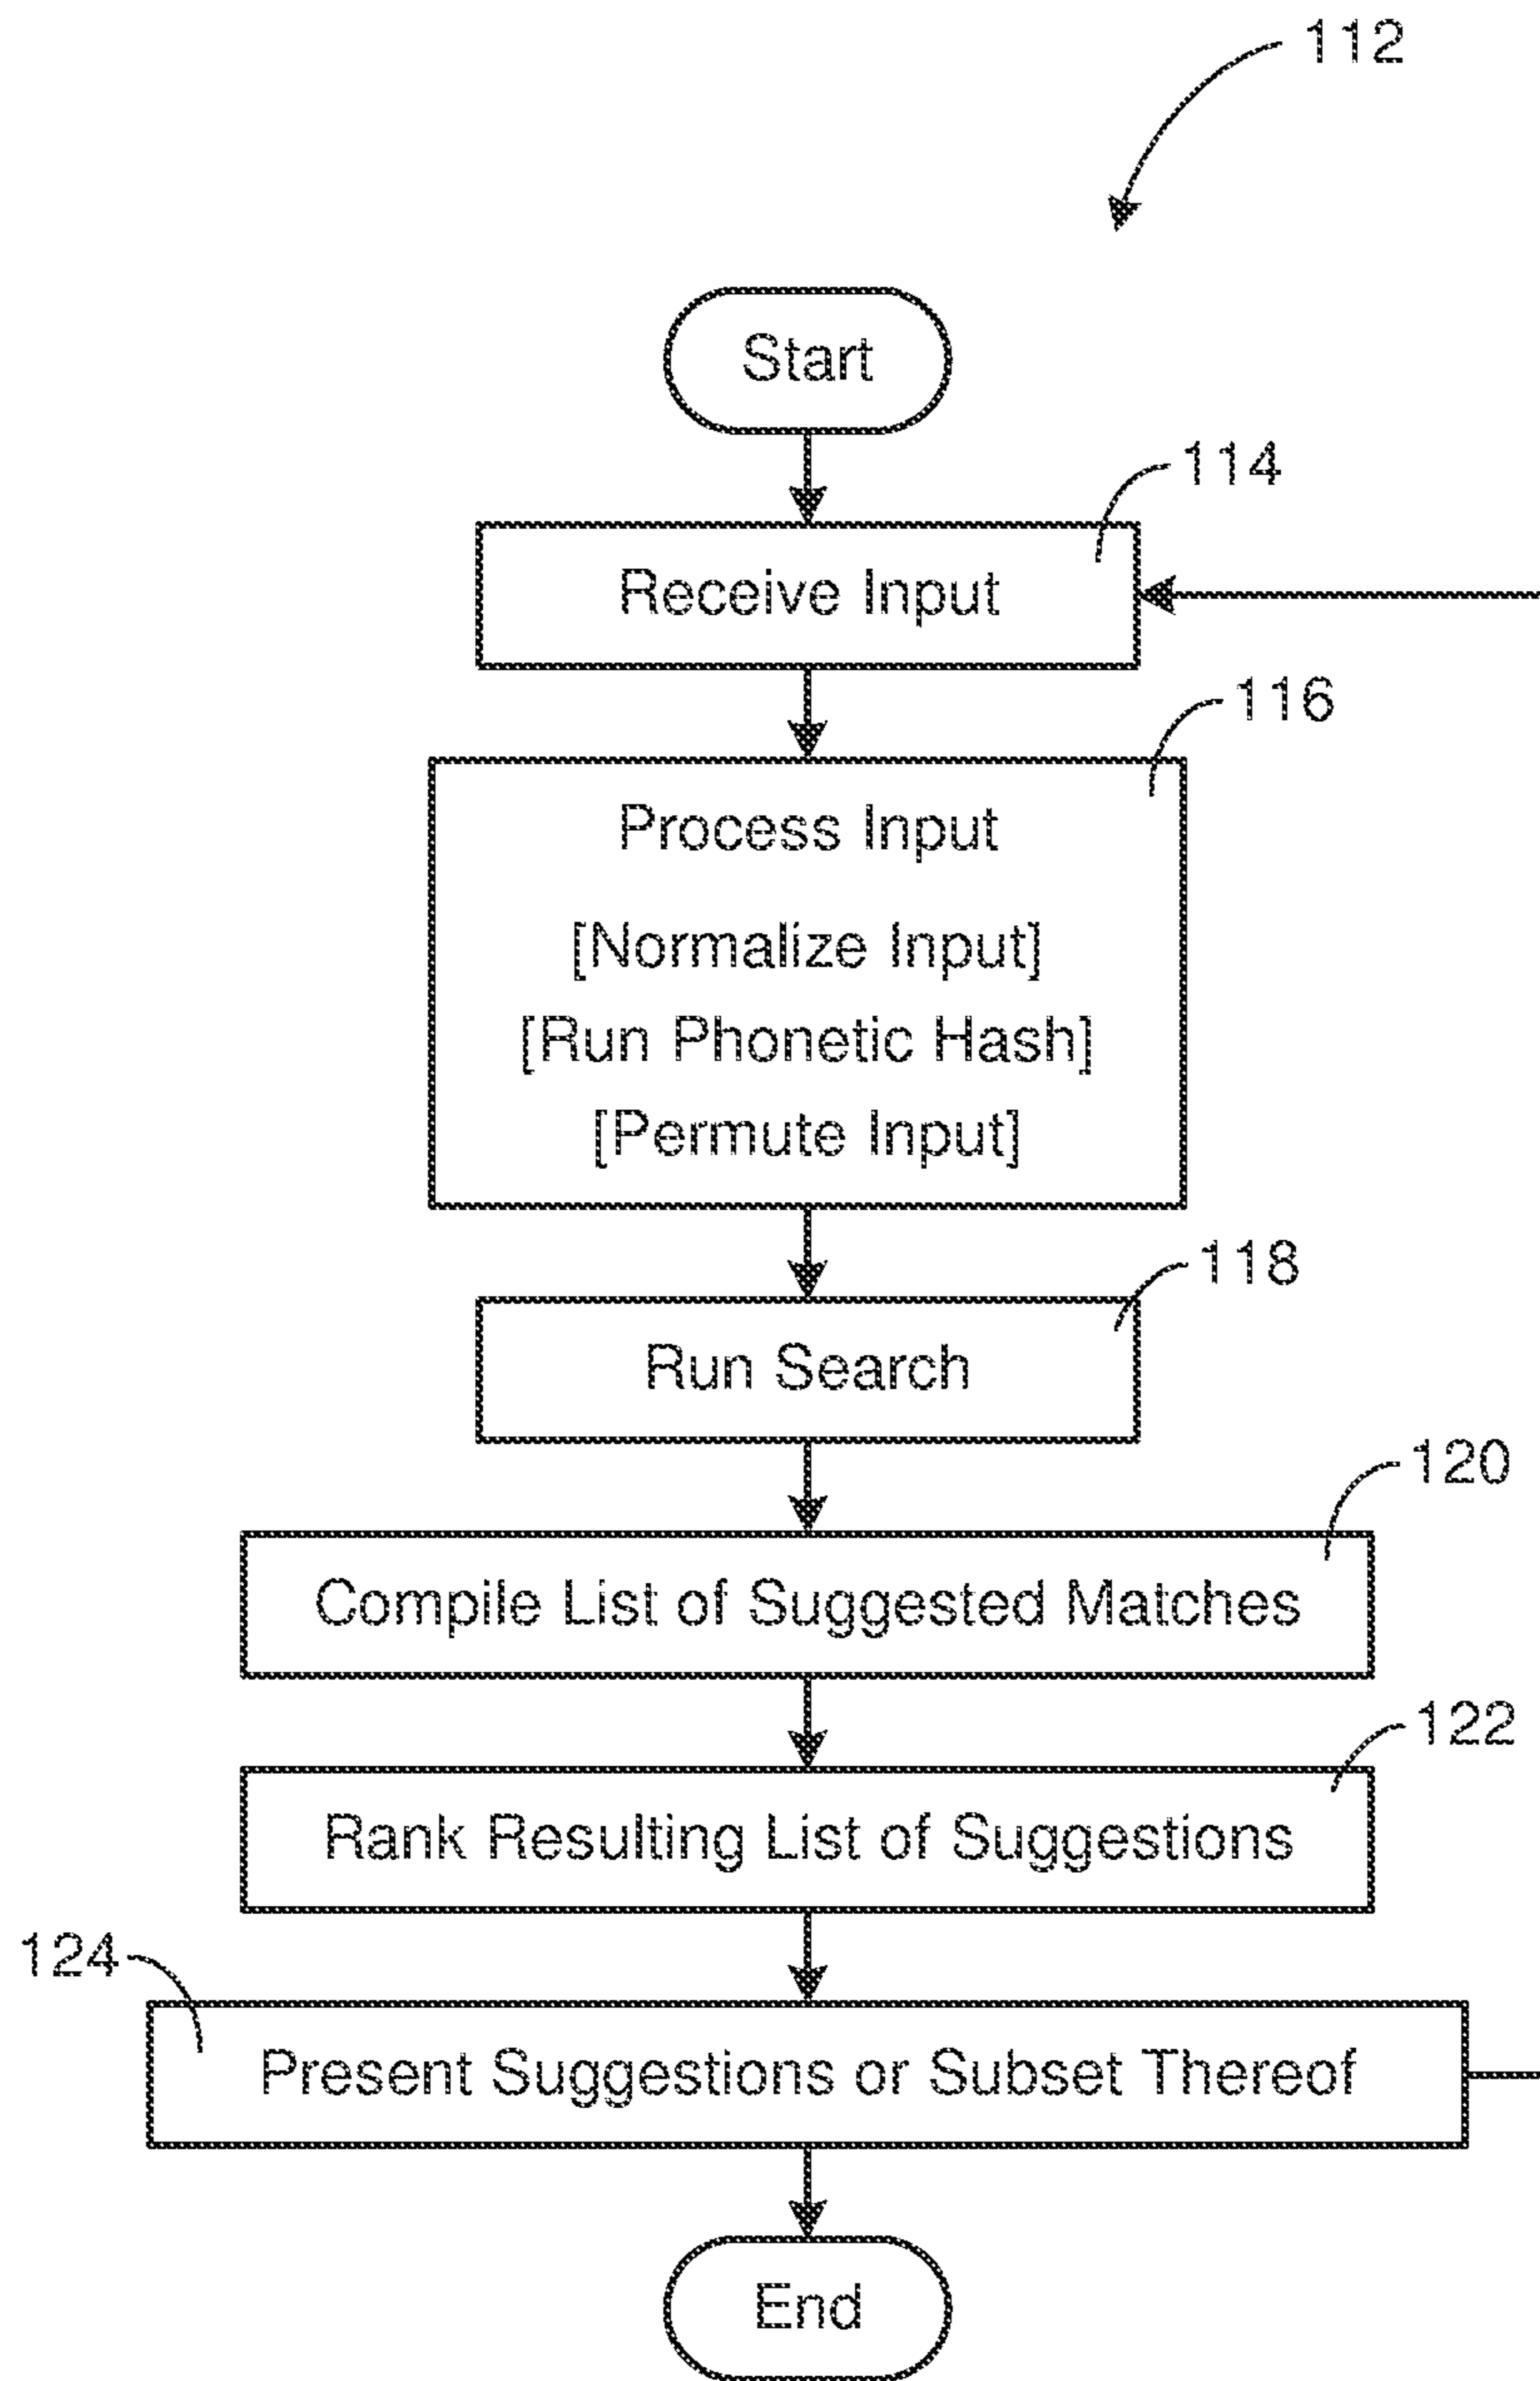 112
Start
114
Receive Input
116
Process Input
[Normalize Input]
[Run Phonetic Hash]
[Permute Input]
118
Run Search
120
Compile List of Suggested Matches
122
Rank Resulting List of Suggestions
124
Present Suggestions or Subset Thereof
End